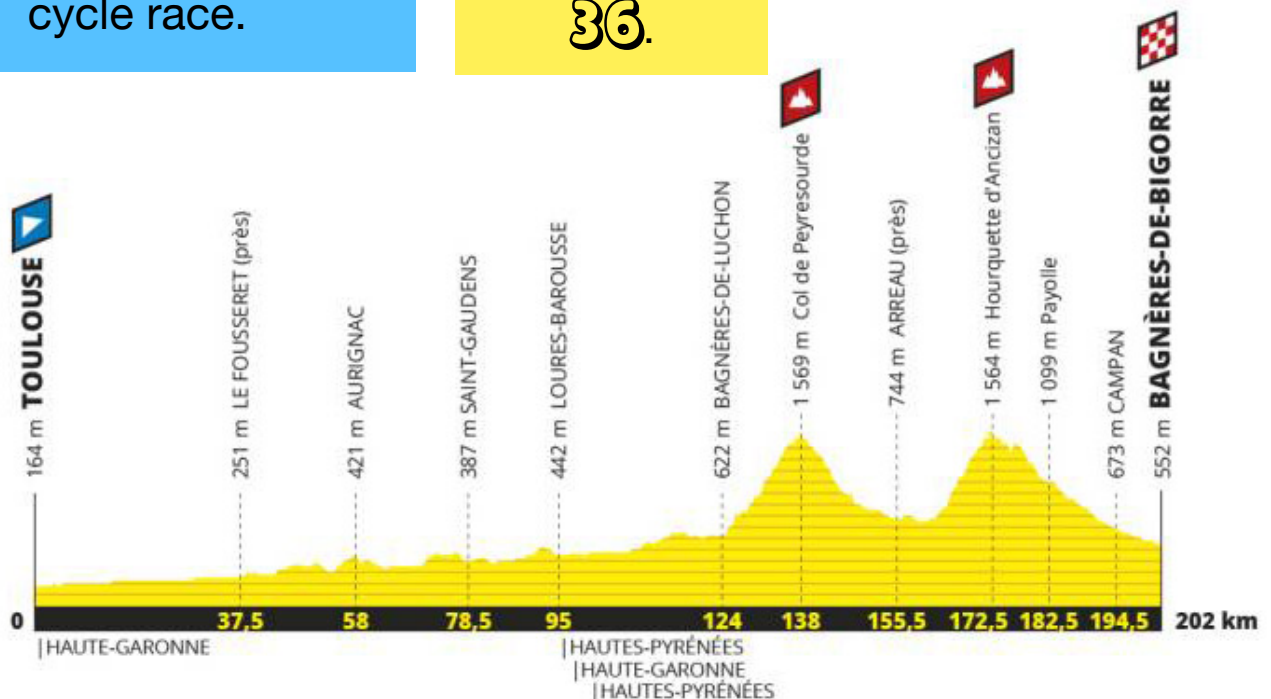 cycle race.
36.
164 m TOULOUSE
251 m LE FOUSSERET (près)
421 m AURIGNAC
387 m SAINT-GAUDENS
442 m LOURES-BAROUSSE
622 m BAGNÈRES-DE-LUCHON
1 569 m Col de Peyresourde
744 m ARREAU (près)
1 564 m Hourquette d'Ancizan
1 099 m Payolle
673 m CAMPAN
552 m BAGNÈRES-DE-BIGORRE
0 37,5 58 78,5 95 124 138 155,5 172,5 182,5 194,5 202 km
|HAUTE-GARONNE |HAUTES-PYRÉNÉES
|HAUTE-GARONNE
|HAUTES-PYRÉNÉES